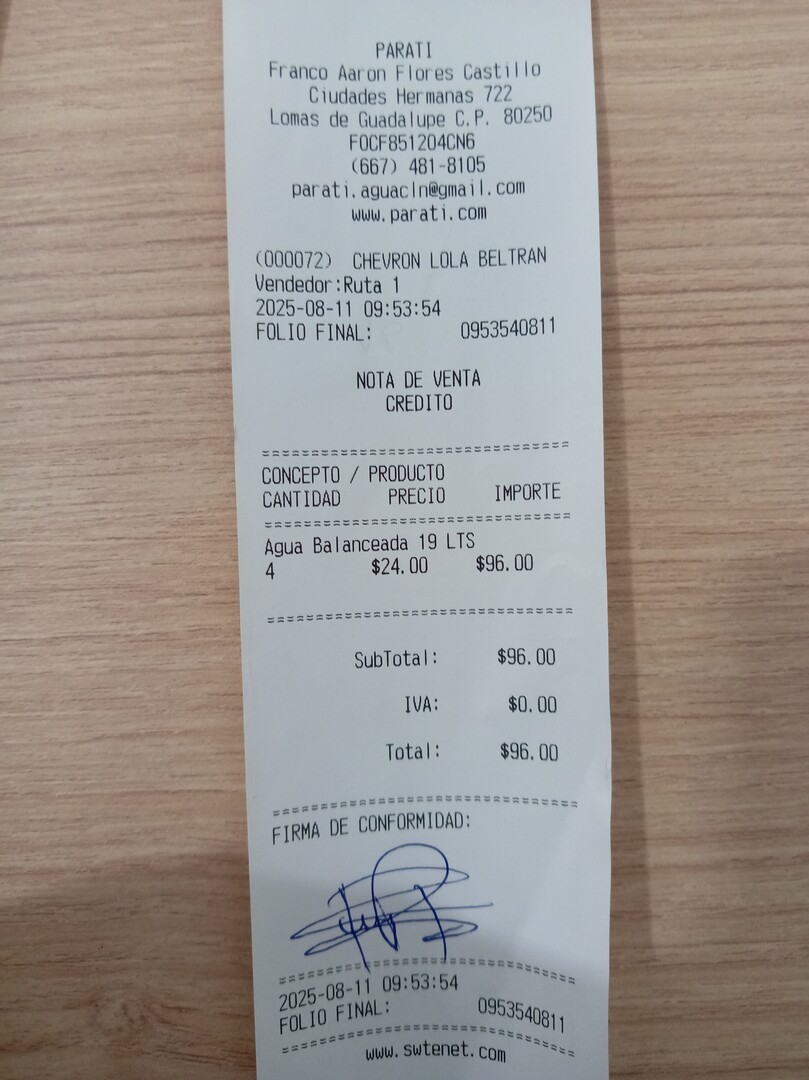 PARATI
Franco Aaron Flores Castillo
Ciudades Hermanas 722
Lomas de Guadalupe C.P. 80250
FOCF851204CN6
(667) 481-8105
parati.aguacln@gmail.com
www.parati.com
(000072) CHEVRON LOLA BELTRAN
Vendedor:Ruta 1
2025-08-11 09:53:54
FOLIO FINAL: 0953540811
NOTA DE VENTA
CREDITO
CONCEPTO / PRODUCTO
CANTIDAD PRECIO IMPORTE
Agua Balanceada 19 LTS
4 $24.00 $96.00
SubTotal: $96.00
IVA: $0.00
Total: $96.00
FIRMA DE CONFORMIDAD:
2025-08-11 09:53:54
FOLIO FINAL: 0953540811
www.swtenet.com